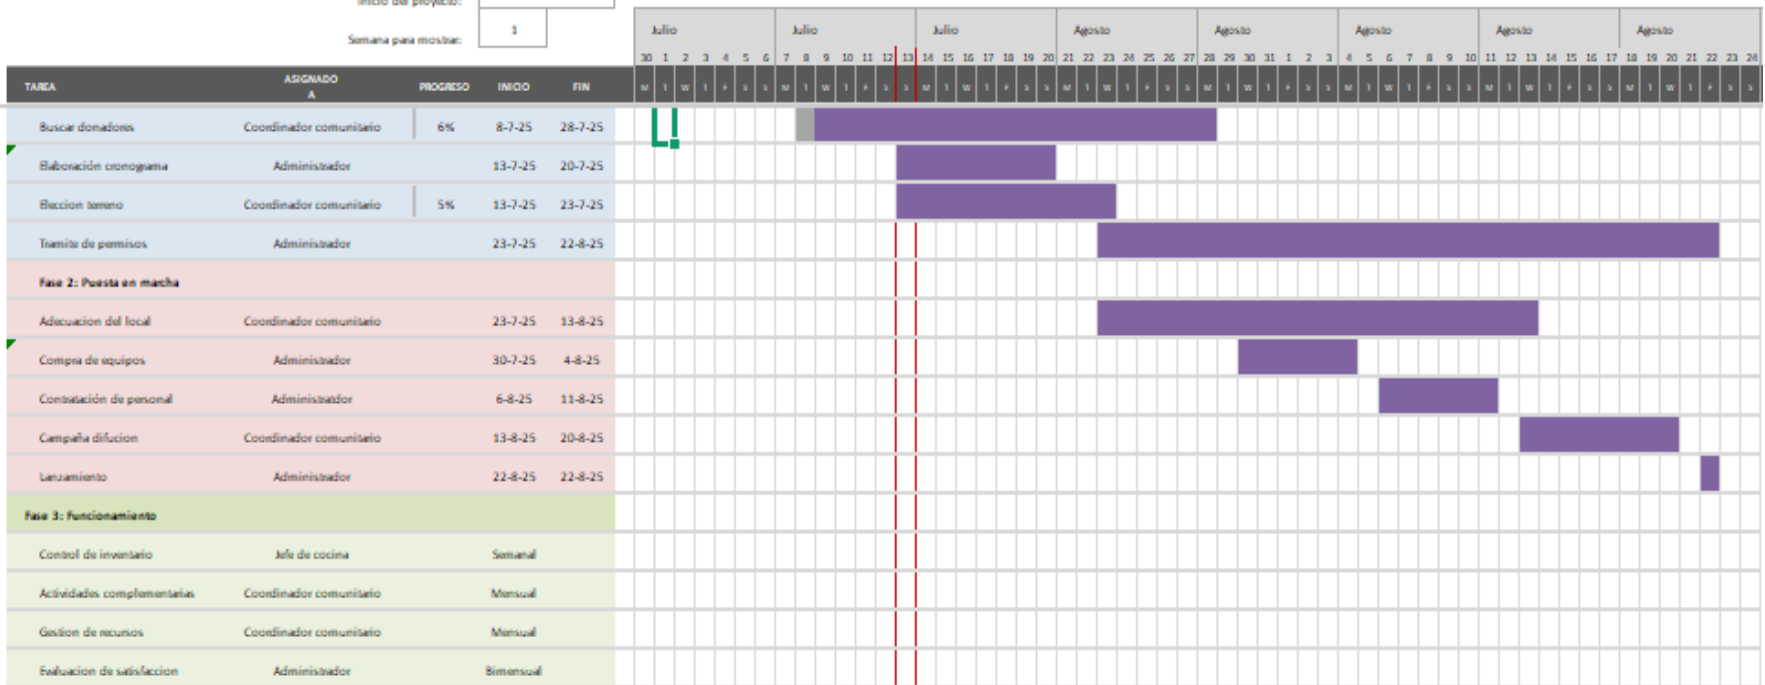 Inicio del proyecto:
Semana para mostrar: 1
Julio Julio Julio Agosto Agosto Agosto Agosto Agosto
30 1 2 3 4 5 6 7 8 9 10 11 12 13 14 15 16 17 18 19 20 21 22 23 24 25 26 27 28 29 30 31 1 2 3 4 5 6 7 8 9 10 11 12 13 14 15 16 17 18 19 20 21 22 23 24
TAREA ASIGNADO A PROGRESO INICIO FIN M T W T F S S M T W T F S S M T W T F S S M T W T F S S M T W T F S S M T W T F S S M T W T F S S M T W T F S S
Buscar donadores Coordinador comunitario 6% 8-7-25 28-7-25
Elaboración cronograma Administrador 13-7-25 20-7-25
Eleccion terreno Coordinador comunitario 5% 13-7-25 23-7-25
Tramite de permisos Administrador 23-7-25 22-8-25
Fase 2: Puesta en marcha
Adecuacion del local Coordinador comunitario 23-7-25 13-8-25
Compra de equipos Administrador 30-7-25 4-8-25
Contratación de personal Administratdor 6-8-25 11-8-25
Campaña difucion Coordinador comunitario 13-8-25 20-8-25
Lanzamiento Administrador 22-8-25 22-8-25
Fase 3: Funcionamiento
Control de inventario Jefe de cocina Semanal
Actividades complementarias Coordinador comunitario Mensual
Gestion de recursos Coordinador comunitario Mensual
Evaluacion de satisfaccion Administrador Bimensual